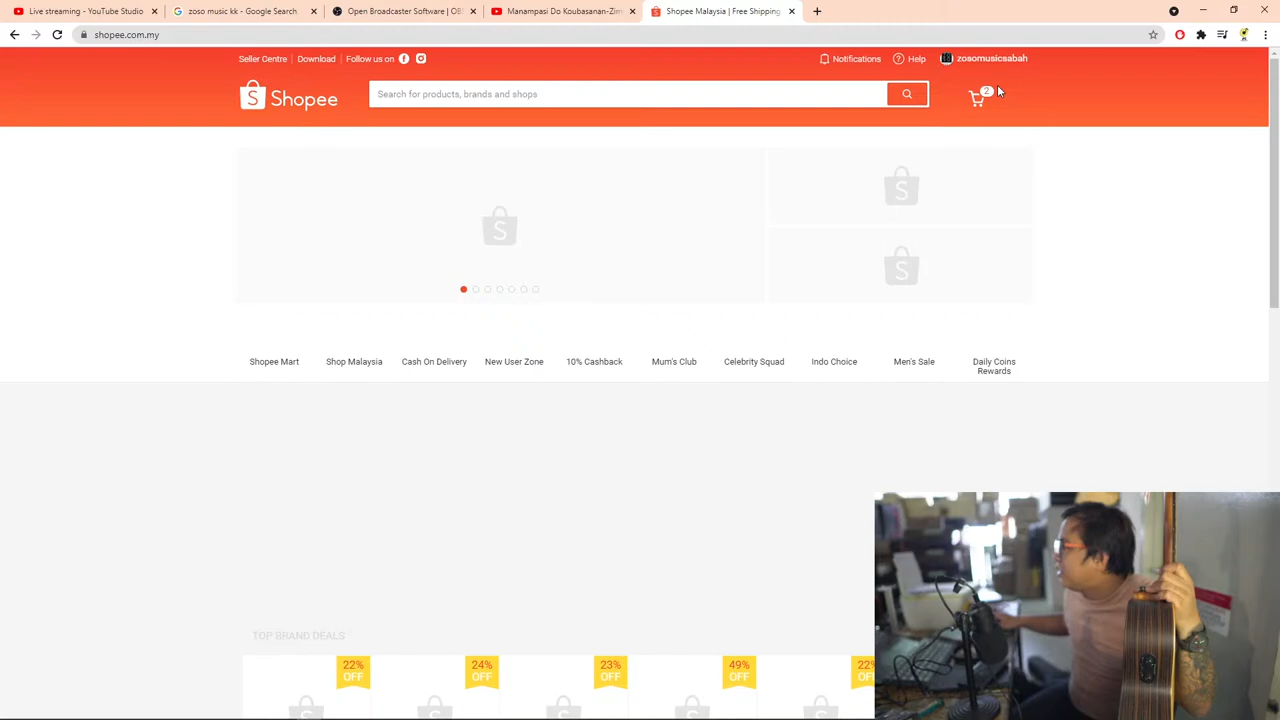 Live streaming - YouTube Studio
zoso music kk - Google Search
Open Broadcaster Software | OB
Manampasi Do Koubasanan-Zim
Shopee Malaysia | Free Shipping
shopee.com.my
Seller Centre
Download
Follow us on
Notifications
Help
zosomusicsabah
Shopee
Search for products, brands and shops
2
Shopee Mart
Shop Malaysia
Cash On Delivery
New User Zone
10% Cashback
Mum's Club
Celebrity Squad
Indo Choice
Men's Sale
Daily Coins
Rewards
TOP BRAND DEALS
22%
OFF
24%
OFF
23%
OFF
49%
OFF
22%
OFF